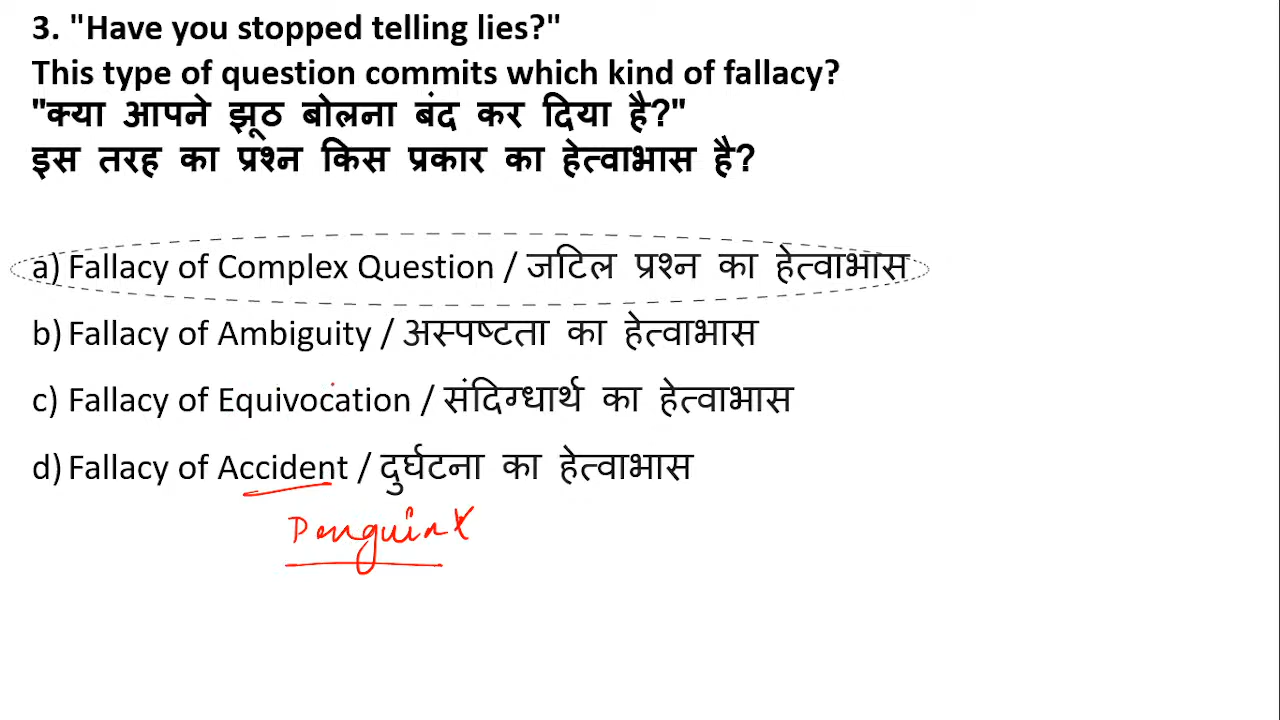 3. "Have you stopped telling lies?"
This type of question commits which kind of fallacy?
"क्या आपने झूठ बोलना बंद कर दिया है?"
इस तरह का प्रश्न किस प्रकार का हेत्वाभास है?
a) Fallacy of Complex Question / जटिल प्रश्न का हेत्वाभास
b) Fallacy of Ambiguity / अस्पष्टता का हेत्वाभास
c) Fallacy of Equivocation / संदिग्धार्थ का हेत्वाभास
d) Fallacy of Accident / दुर्घटना का हेत्वाभास
Penguin x